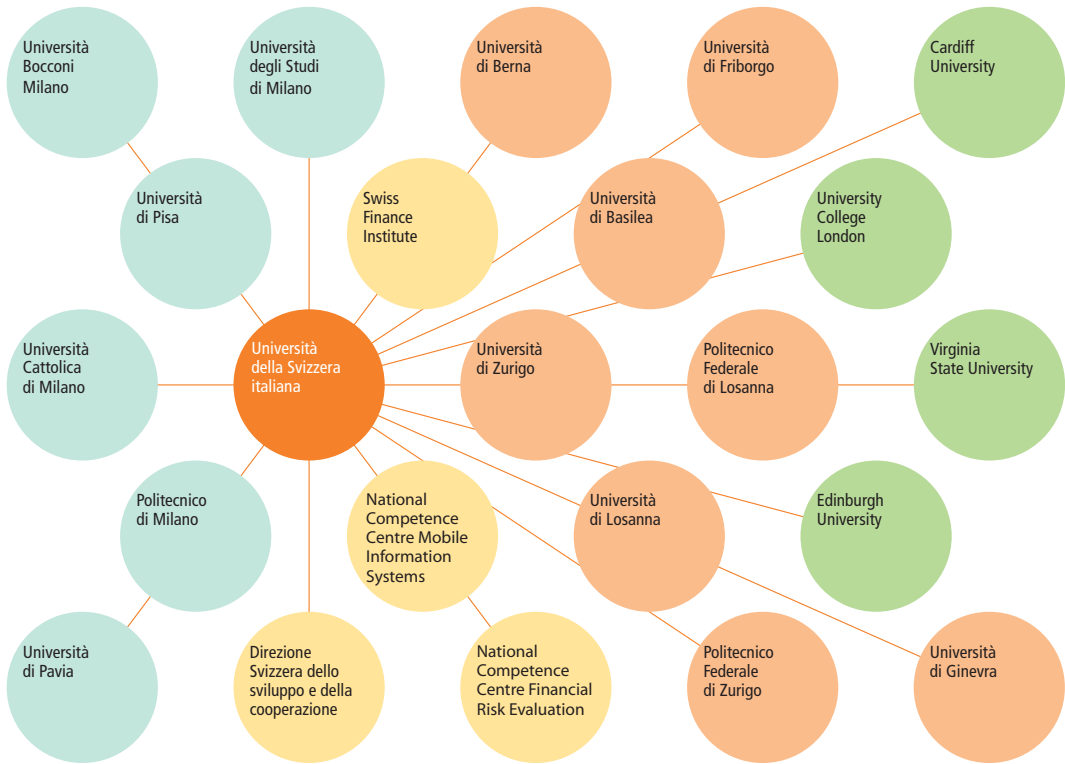 Università
Bocconi
Milano
Università
degli Studi
di Milano
Università
di Berna
Università
di Friborgo
Cardiff
University
Università
di Pisa
Swiss
Finance
Institute
Università
di Basilea
University
College
London
Università
Cattolica
di Milano
Università
della Svizzera
italiana
Università
di Zurigo
Politecnico
Federale
di Losanna
Virginia
State University
Politecnico
di Milano
National
Competence
Centre Mobile
Information
Systems
Università
di Losanna
Edinburgh
University
Università
di Pavia
Direzione
Svizzera dello
sviluppo e della
cooperazione
National
Competence
Centre Financial
Risk Evaluation
Politecnico
Federale
di Zurigo
Università
di Ginevra